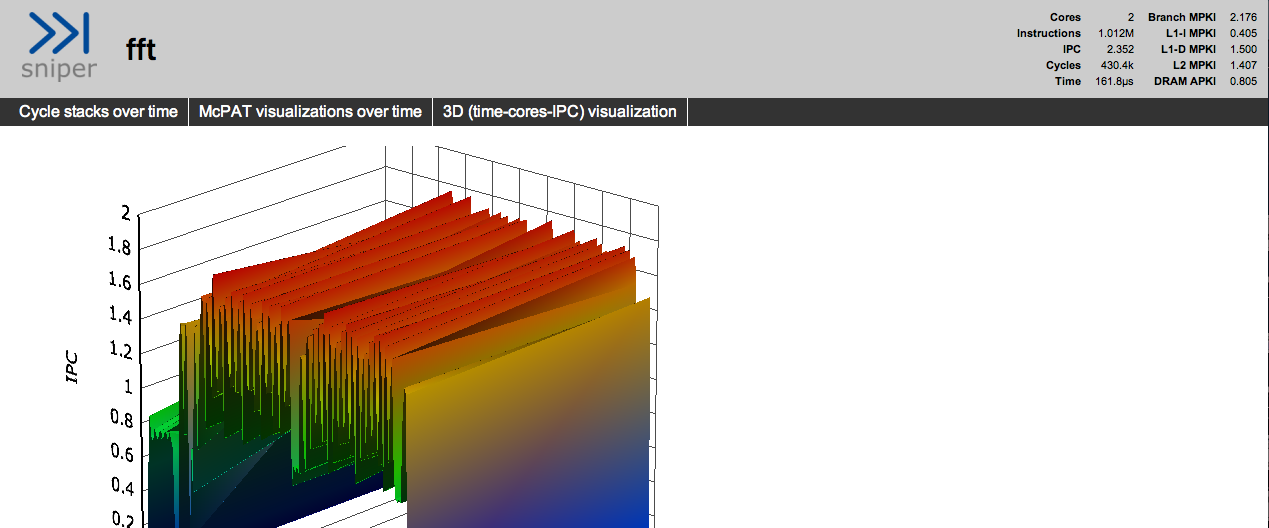 sniper
fft
Cores 2 Branch MPKI 2.176
Instructions 1.012M L1-I MPKI 0.405
IPC 2.352 L1-D MPKI 1.500
Cycles 430.4k L2 MPKI 1.407
Time 161.8µs DRAM APKI 0.805
Cycle stacks over time McPAT visualizations over time 3D (time-cores-IPC) visualization
2
1.8
1.6
1.4
1.2
IPC
1
0.8
0.6
0.4
0.2